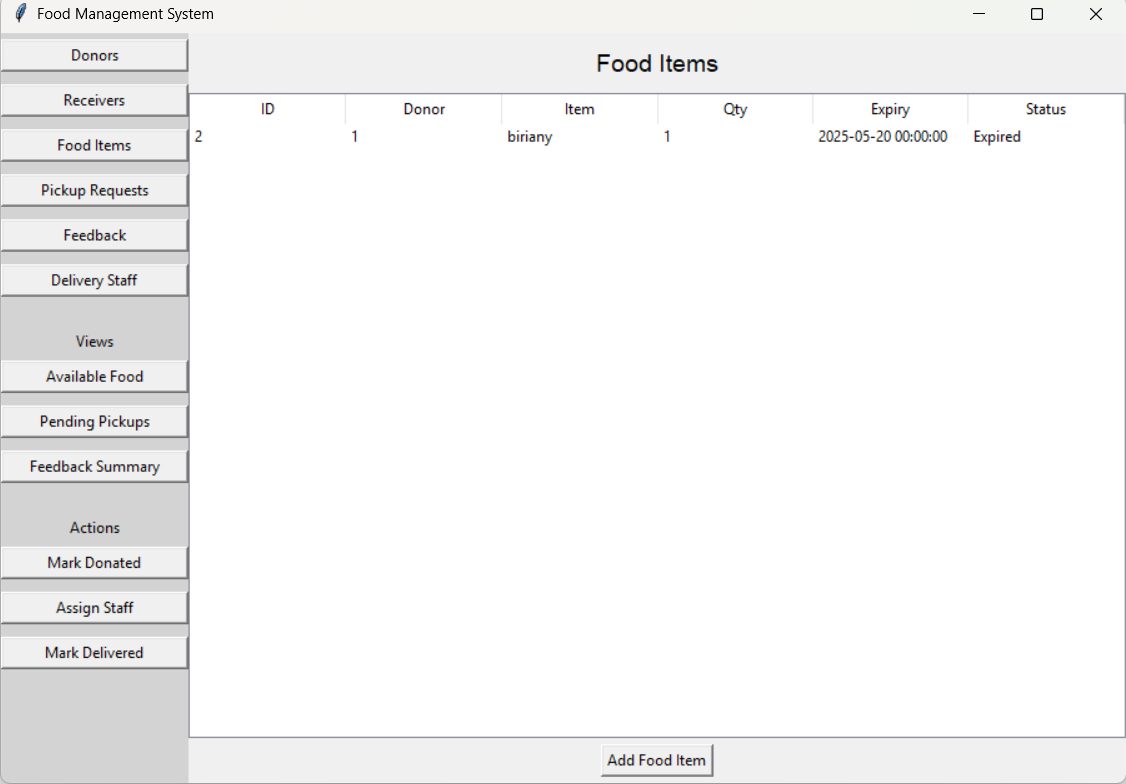 Food Management System
Donors
Receivers
Food Items
Pickup Requests
Feedback
Delivery Staff
Views
Available Food
Pending Pickups
Feedback Summary
Actions
Mark Donated
Assign Staff
Mark Delivered
Food Items
ID Donor Item Qty Expiry Status
2 1 biriany 1 2025-05-20 00:00:00 Expired
Add Food Item